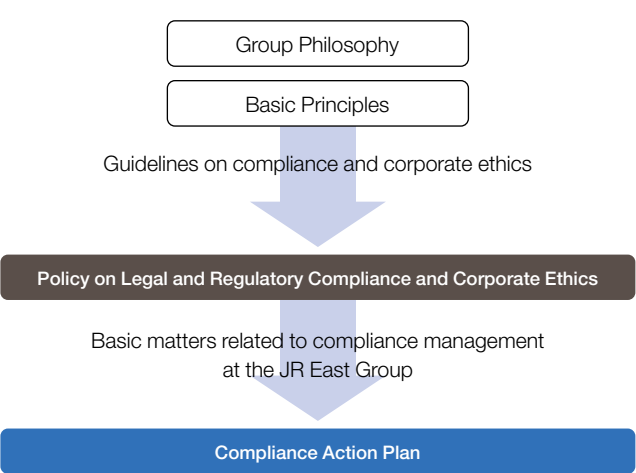 Group Philosophy
Basic Principles
Guidelines on compliance and corporate ethics
Policy on Legal and Regulatory Compliance and Corporate Ethics
Basic matters related to compliance management
at the JR East Group
Compliance Action Plan